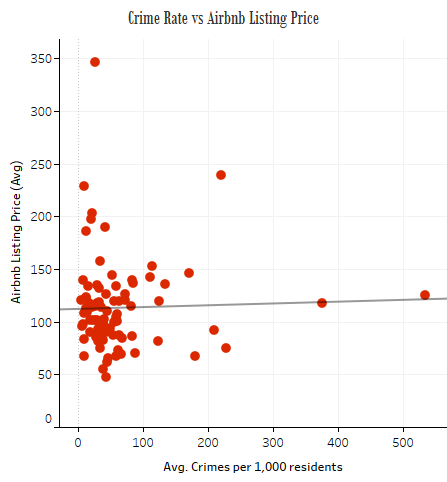 Crime Rate vs Airbnb Listing Price
350
300
250
200
150
100
50
0
Airbnb Listing Price (Avg)
0 100 200 300 400 500
Avg. Crimes per 1,000 residents